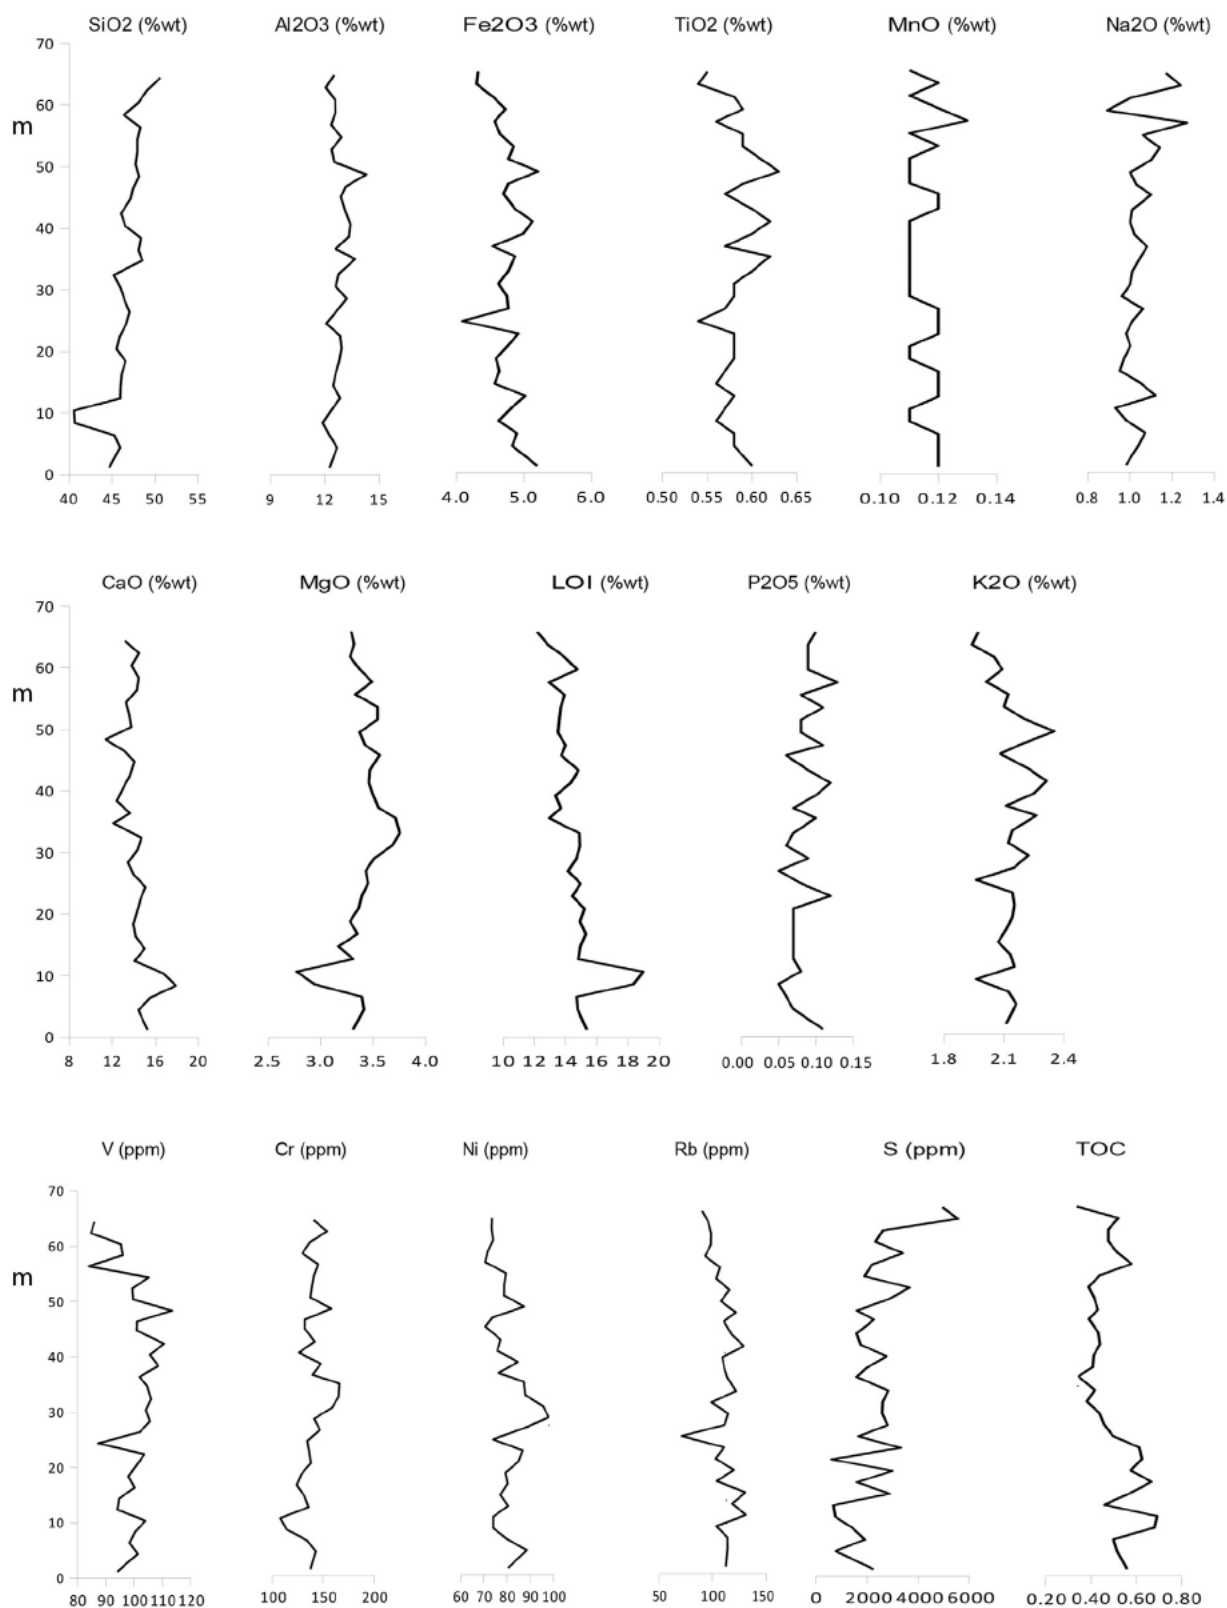 SiO2 (%wt) Al2O3 (%wt) Fe2O3 (%wt) TiO2 (%wt) MnO (%wt) Na2O (%wt)
70
60
m
50
40
30
20
10
0
40 45 50 55 9 12 15 4.0 5.0 6.0 0.50 0.55 0.60 0.65 0.10 0.12 0.14 0.8 1.0 1.2 1.4
CaO (%wt) MgO (%wt) LOI (%wt) P2O5 (%wt) K2O (%wt)
70
60
m
50
40
30
20
10
0
8 12 16 20 2.5 3.0 3.5 4.0 10 12 14 16 18 20 0.00 0.05 0.10 0.15 1.8 2.1 2.4
V (ppm) Cr (ppm) Ni (ppm) Rb (ppm) S (ppm) TOC
70
60
m
50
40
30
20
10
0
80 90 100 110 120 100 150 200 60 70 80 90 100 50 100 150 0 2000 4000 6000 0.20 0.40 0.60 0.80